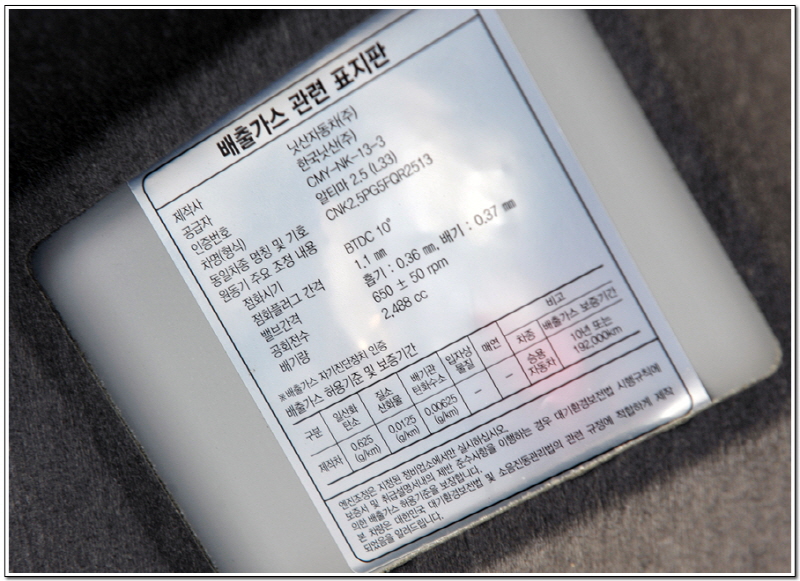 배출가스 관련 표지판
제작사 닛산자동차(주)
공급자 한국닛산(주)
인증번호 CMY-NK-13-3
차명(형식) 알티마 2.5 (L33)
동일차종 명칭 및 기호 CNK2.5PG5FQR2513
원동기 주요 조정 내용
점화시기 BTDC 10°
점화플러그 간격 1.1 ㎜
밸브간격 흡기 : 0.36 ㎜, 배기 : 0.37 ㎜
공회전수 650 ± 50 rpm
배기량 2,488 cc
※배출가스 자기진단장치 인증
배출가스 허용기준 및 보증기간
구분 일산화탄소 질소산화물 배기관탄화수소 입자상물질 매연 비고
차종 배출가스 보증기간
제작차 0.625 (g/km) 0.0125 (g/km) 0.00625 (g/km) - - 승용자동차 10년 또는 192,000km
엔진조정은 지정된 정비업소에서만 실시하십시오.
보증서 및 취급설명서내의 제반 준수사항을 이행하는 경우 대기환경보전법 시행규칙에
의한 배출가스 허용기준을 보장합니다.
본 차량은 대한민국 대기환경보전법 및 소음진동관리법의 관련 규정에 적합하게 제작
되었음을 알려드립니다.